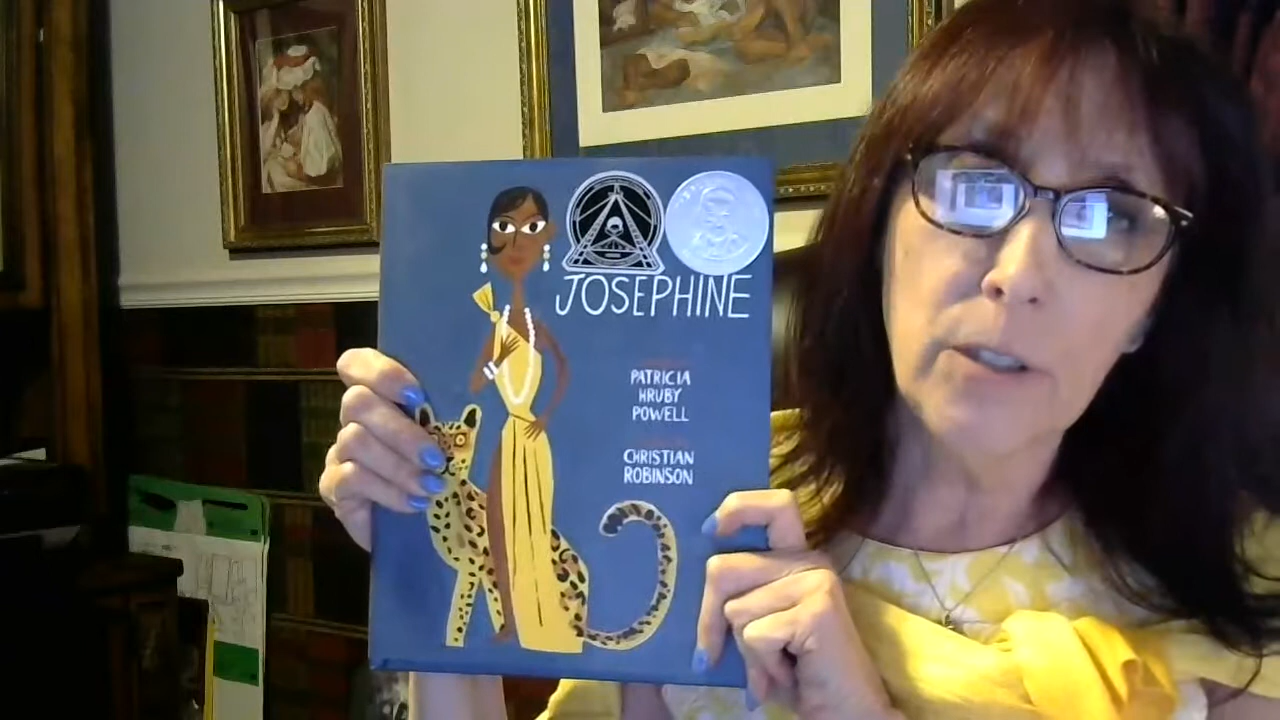 JOSEPHINE
PATRICIA
HRUBY
POWELL
CHRISTIAN
ROBINSON